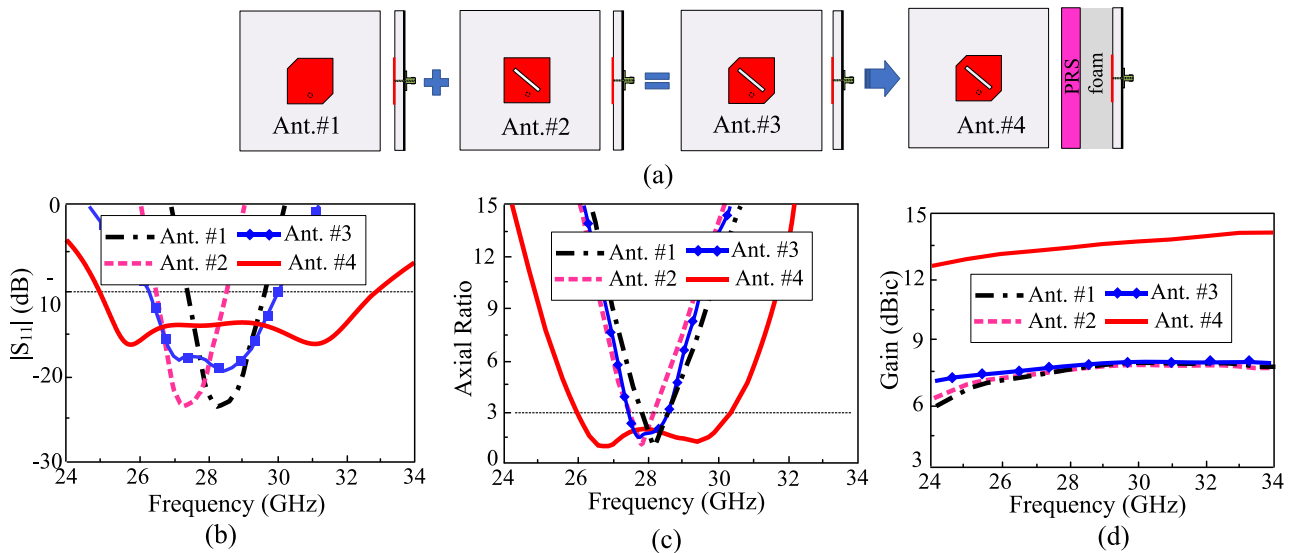 Ant.#1
Ant.#2
Ant.#3
Ant.#4
PRS
foam
(a)
|S11| (dB)
0
-
10
-20
-30
24
26
28
30
32
34
Frequency (GHz)
Ant. #1
Ant. #2
Ant. #3
Ant. #4
(b)
Axial Ratio
15
12
9
6
3
0
24
26
28
30
32
34
Frequency (GHz)
Ant. #1
Ant. #2
Ant. #3
Ant. #4
(c)
Gain (dBic)
15
12
9
6
3
24
26
28
30
32
34
Frequency (GHz)
Ant. #1
Ant. #2
Ant. #3
Ant. #4
(d)